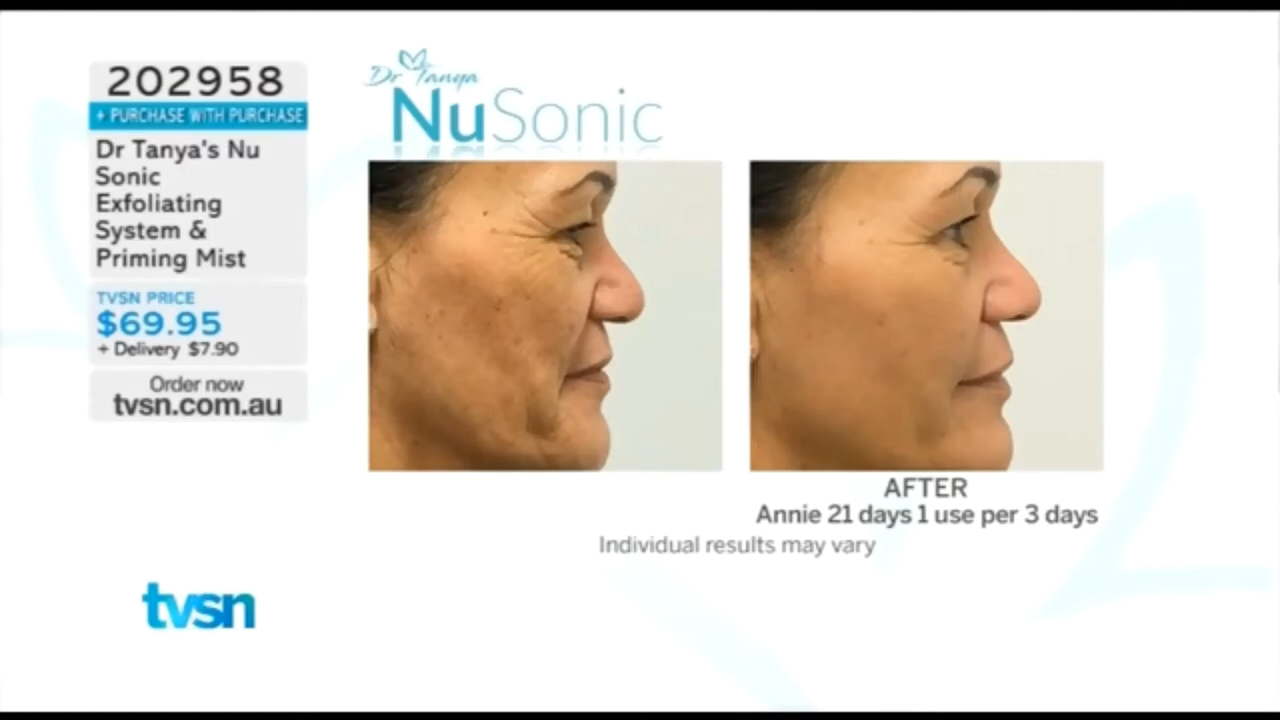 202958
+ PURCHASE WITH PURCHASE
Dr Tanya's Nu
Sonic
Exfoliating
System &
Priming Mist
TVSN PRICE
$69.95
+ Delivery $7.90
Order now
tvsn.com.au
tvsn
Dr Tanya
NuSonic
AFTER
Annie 21 days 1 use per 3 days
Individual results may vary